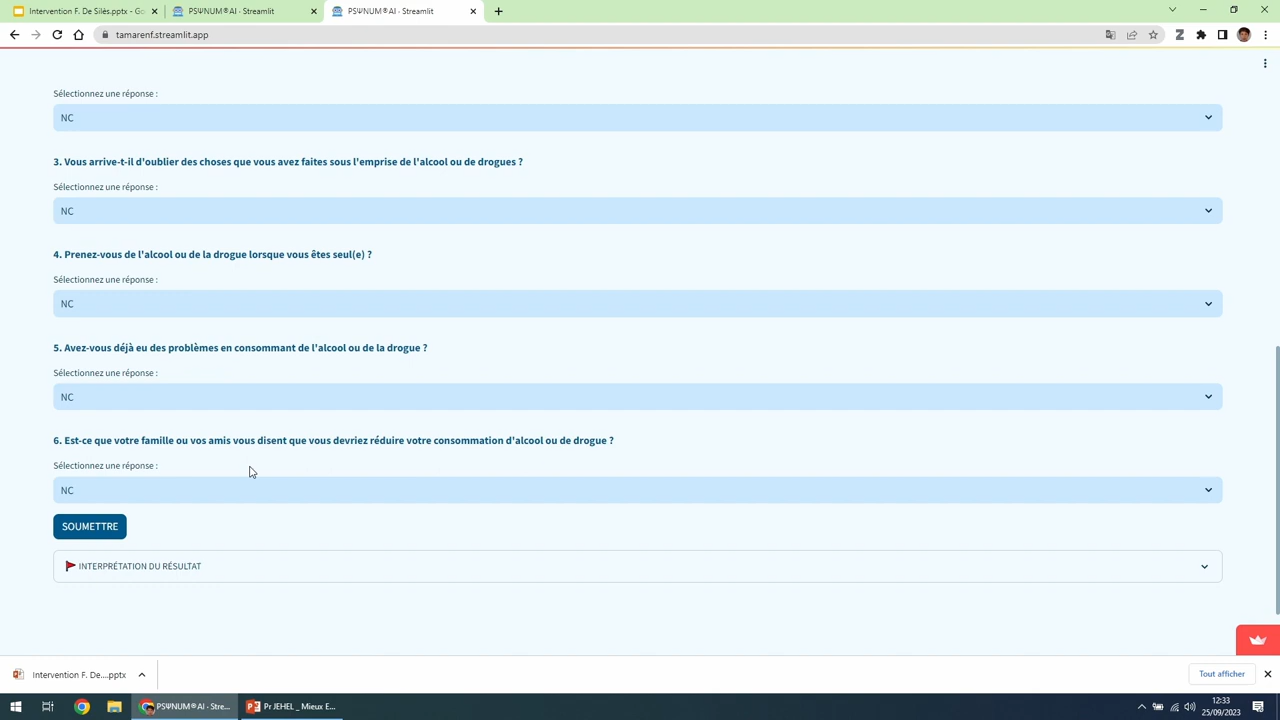 Intervention F. De Silés.pptx - Go
PSΨNUM®AI - Streamlit
PSΨNUM®AI - Streamlit
tamarenf.streamlit.app
Sélectionnez une réponse :
NC
3. Vous arrive-t-il d'oublier des choses que vous avez faites sous l'emprise de l'alcool ou de drogues ?
Sélectionnez une réponse :
NC
4. Prenez-vous de l'alcool ou de la drogue lorsque vous êtes seul(e) ?
Sélectionnez une réponse :
NC
5. Avez-vous déjà eu des problèmes en consommant de l'alcool ou de la drogue ?
Sélectionnez une réponse :
NC
6. Est-ce que votre famille ou vos amis vous disent que vous devriez réduire votre consommation d'alcool ou de drogue ?
Sélectionnez une réponse :
NC
SOUMETTRE
INTERPRÉTATION DU RÉSULTAT
Intervention F. De....pptx
Tout afficher
PSΨNUM®AI - Stre...
Pr JEHEL _ Mieux E...
12:33
25/09/2023